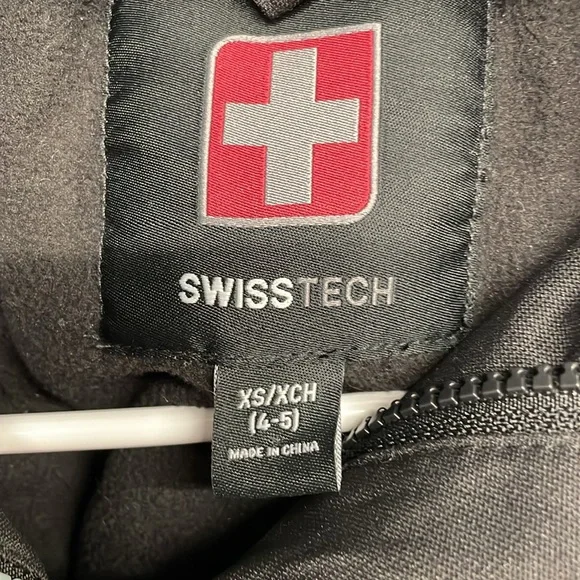 SWISSTECH
XS/XCH
(4-5)
MADE IN CHINA